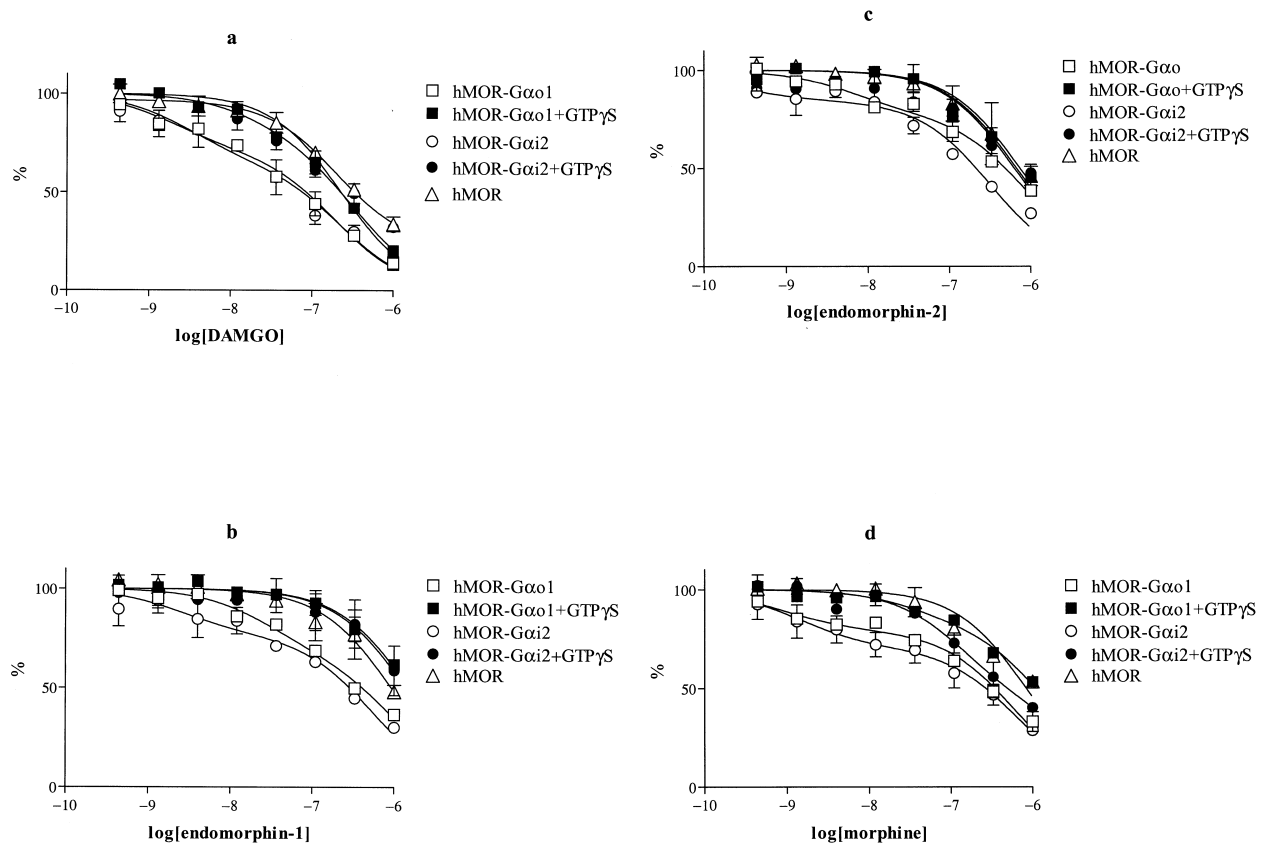 a
100
50
0
%
−10
−9
−8
−7
−6
log[DAMGO]
hMOR-Gαo1
hMOR-Gαo1+GTPγS
hMOR-Gαi2
hMOR-Gαi2+GTPγS
hMOR
c
100
50
0
%
−10
−9
−8
−7
−6
log[endomorphin-2]
hMOR-Gαo
hMOR-Gαo+GTPγS
hMOR-Gαi2
hMOR-Gαi2+GTPγS
hMOR
b
100
50
0
%
−10
−9
−8
−7
−6
log[endomorphin-1]
hMOR-Gαo1
hMOR-Gαo1+GTPγS
hMOR-Gαi2
hMOR-Gαi2+GTPγS
hMOR
d
100
50
0
%
−10
−9
−8
−7
−6
log[morphine]
hMOR-Gαo1
hMOR-Gαo1+GTPγS
hMOR-Gαi2
hMOR-Gαi2+GTPγS
hMOR